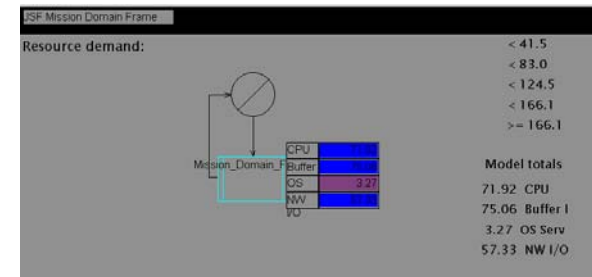 JSF Mission Domain Frame
Resource demand:
< 41.5
< 83.0
< 124.5
< 166.1
>= 166.1
Mission_Domain_F
CPU
Buffer
OS 3.27
NW
I/O
Model totals
71.92 CPU
75.06 Buffer I
3.27 OS Serv
57.33 NW I/O